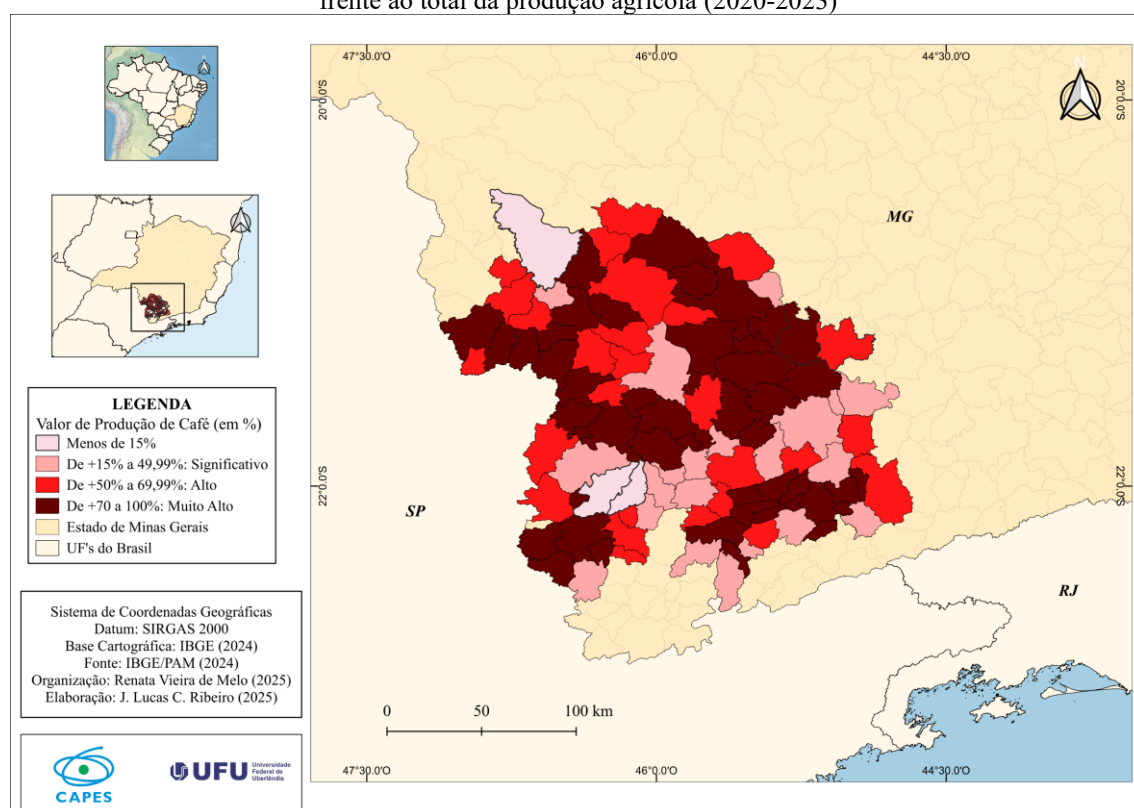 frente ao total da produção agrícola (2020-2023)
47°30.0'O
46°0.0'O
44°30.0'O
20°0.0'S
20°0.0'S
N
MG
SP
RJ
22°0.0'S
22°0.0'S
LEGENDA
Valor de Produção de Café (em %)
Menos de 15%
De +15% a 49,99%: Significativo
De +50% a 69,99%: Alto
De +70 a 100%: Muito Alto
Estado de Minas Gerais
UF's do Brasil
Sistema de Coordenadas Geográficas
Datum: SIRGAS 2000
Base Cartográfica: IBGE (2024)
Fonte: IBGE/PAM (2024)
Organização: Renata Vieira de Melo (2025)
Elaboração: J. Lucas C. Ribeiro (2025)
0 50 100 km
CAPES
UFU Universidade
Federal de
Uberlândia
47°30.0'O
46°0.0'O
44°30.0'O